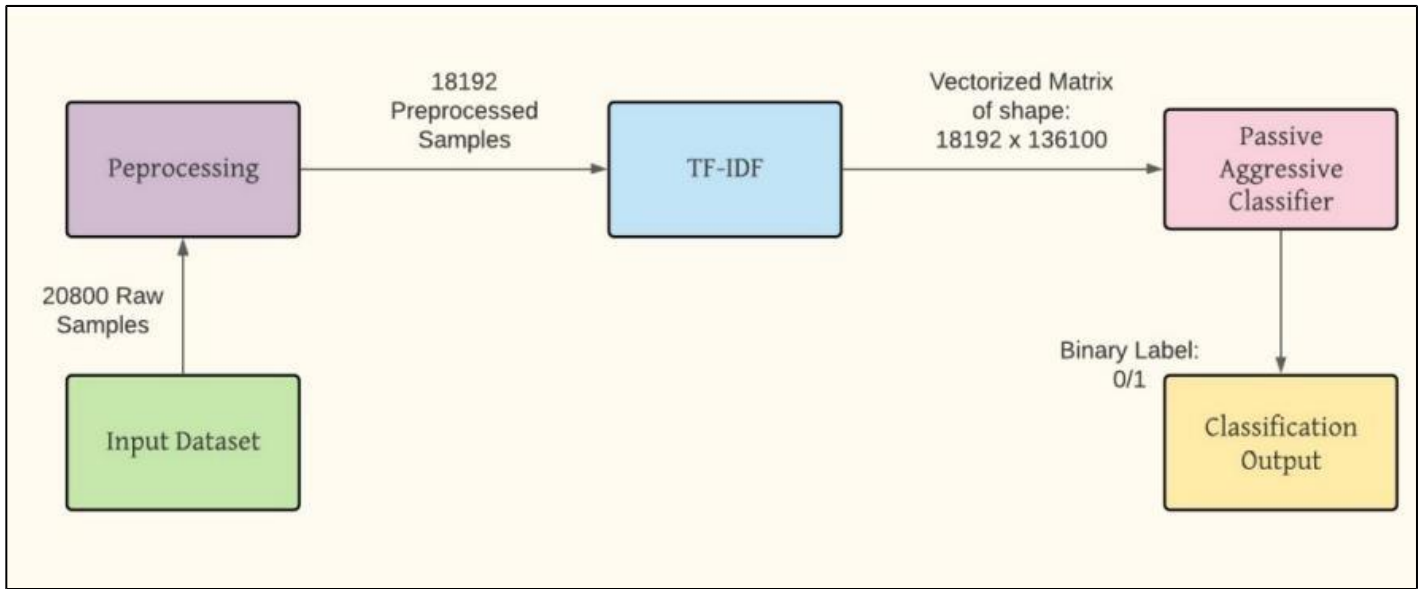 18192
Preprocessed
Samples
Vectorized Matrix
of shape:
18192 x 136100
Peprocessing
TF-IDF
Passive
Aggressive
Classifier
20800 Raw
Samples
Binary Label:
0/1
Input Dataset
Classification
Output